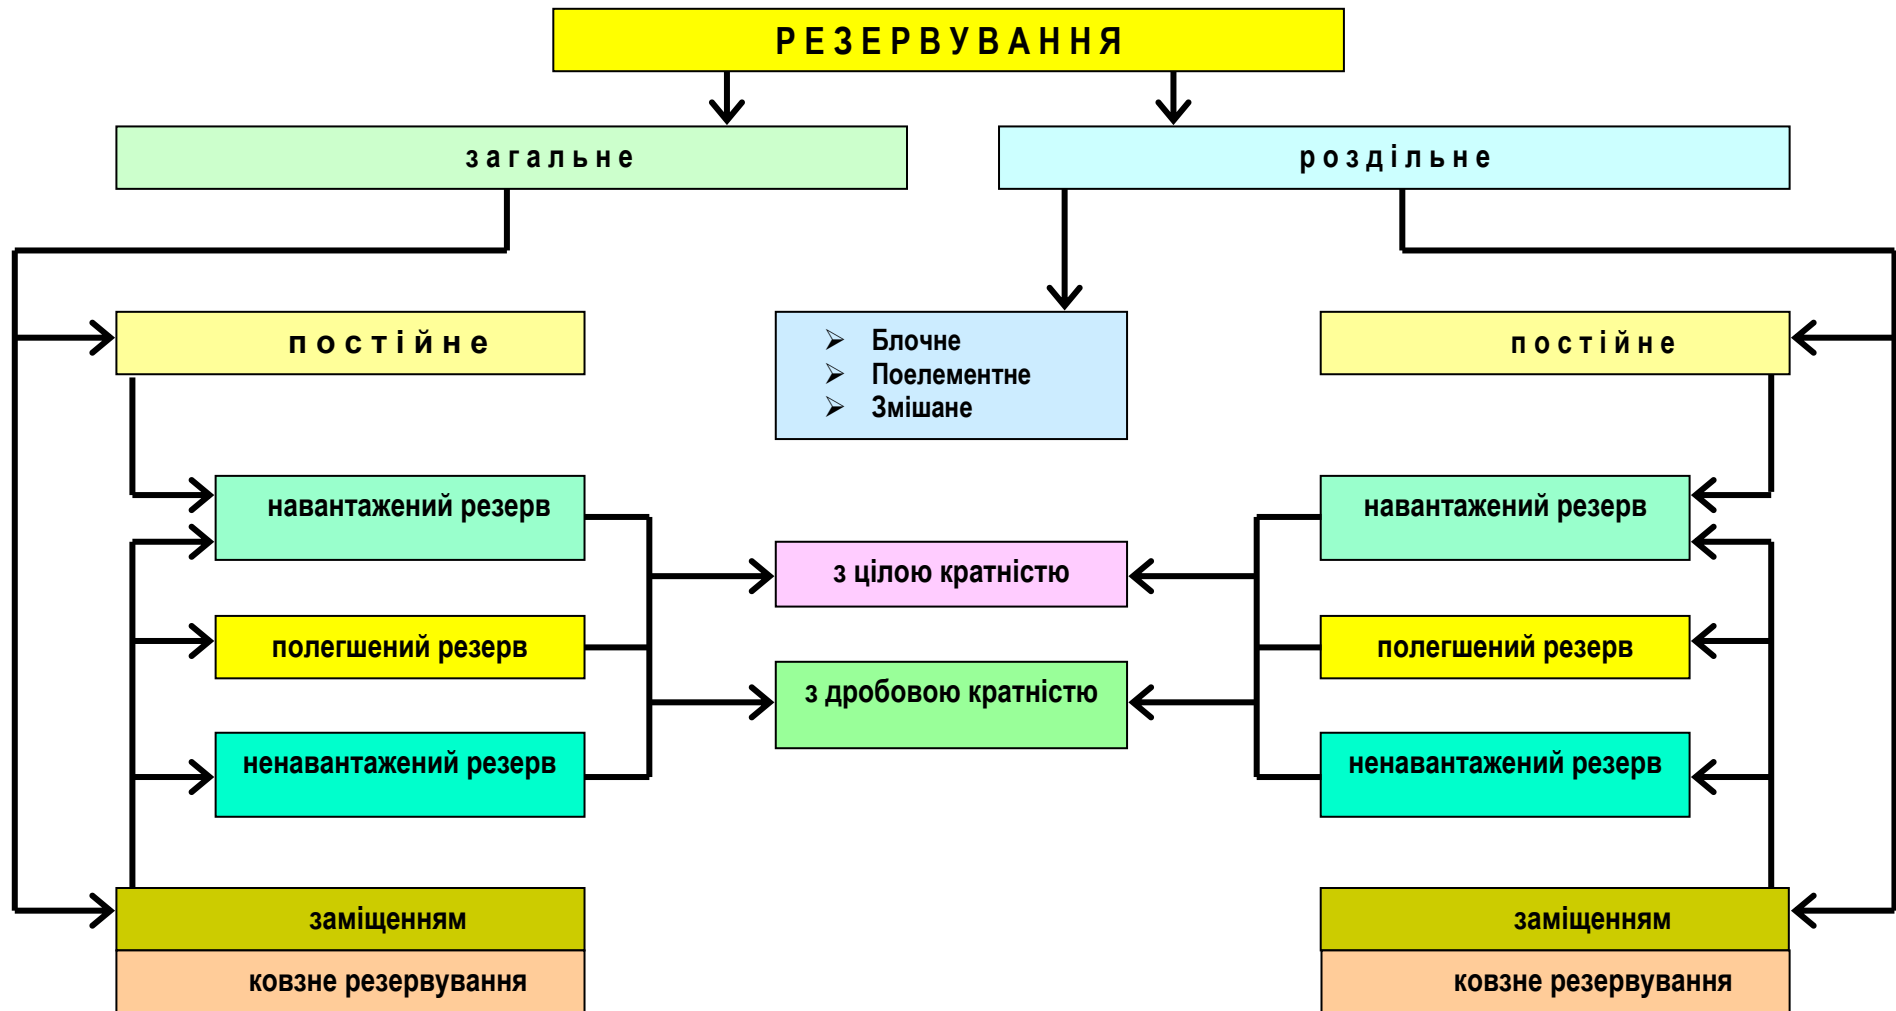 РЕЗЕРВУВАННЯ
загальне
роздільне
постійне
Блочне
Поелементне
Змішане
постійне
навантажений резерв
навантажений резерв
з цілою кратністю
полегшений резерв
полегшений резерв
з дробовою кратністю
ненавантажений резерв
ненавантажений резерв
заміщенням
заміщенням
ковзне резервування
ковзне резервування